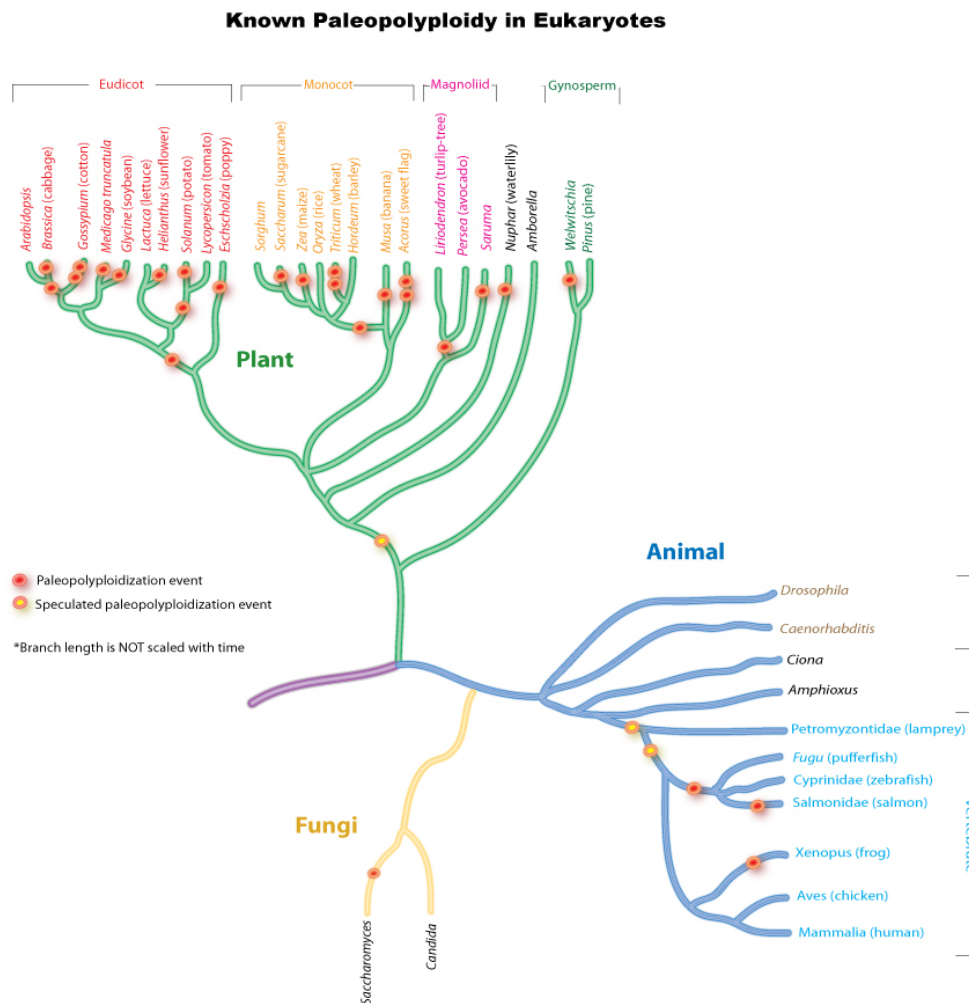 Known Paleopolyploidy in Eukaryotes
Eudicot
Monocot
Magnoliid
Gynosperm
Arabidopsis
Brassica (cabbage)
Gossypium (cotton)
Medicago truncatula
Glycine (soybean)
Lactuca (lettuce)
Helianthus (sunflower)
Solanum (potato)
Lycopersicon (tomato)
Eschscholzia (poppy)
Sorghum
Saccharum (sugarcane)
Zea (maize)
Oryza (rice)
Triticum (wheat)
Hordeum (barley)
Musa (banana)
Acorus (sweet flag)
Liriodendron (turlip-tree)
Persea (avocado)
Saruma
Nuphar (waterlily)
Amborella
Welwitschia
Pinus (pine)
Plant
Animal
Paleopolyploidization event
Speculated paleopolyploidization event
*Branch length is NOT scaled with time
Drosophila
Caenorhabditis
Ciona
Amphioxus
Petromyzontidae (lamprey)
Fugu (pufferfish)
Cyprinidae (zebrafish)
Salmonidae (salmon)
Fungi
Xenopus (frog)
Aves (chicken)
Mammalia (human)
Saccharomyces
Candida